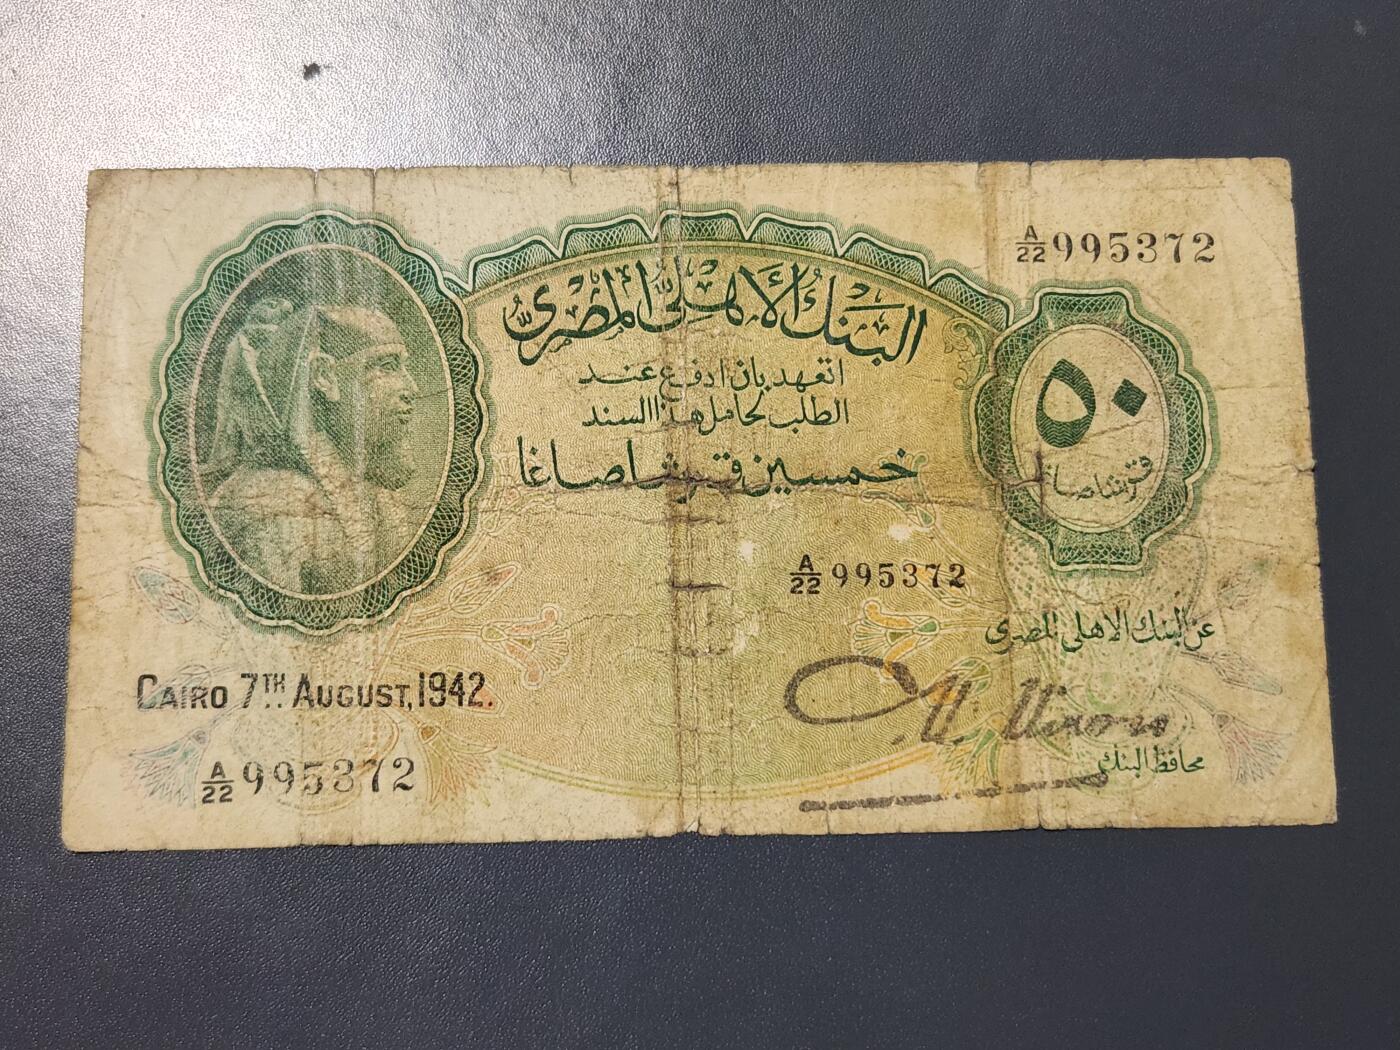 A/22 995372
البنك الأهلى المصرى
اتعهد بان ادفع عند
الطلب لحامل هذا السند
خمسين قرشا صاغا
٥٠
قرشا صاغا
A/22 995372
عن البنك الاهلى المصرى
CAIRO 7TH AUGUST, 1942.
محافظ البنك
A/22 995372